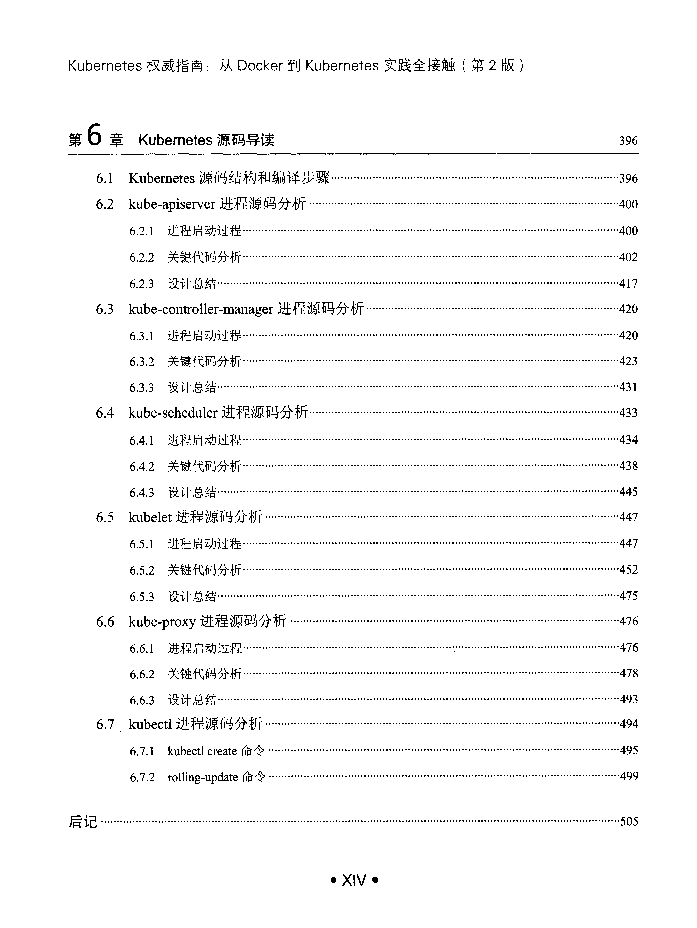 Kubernetes 权威指南：从 Docker 到 Kubernetes 实践全接触（第 2 版）
第 6 章 Kubernetes 源码导读 396
6.1 Kubernetes 源码结构和编译步骤 396
6.2 kube-apiserver 进程源码分析 400
6.2.1 进程启动过程 400
6.2.2 关键代码分析 402
6.2.3 设计总结 417
6.3 kube-controller-manager 进程源码分析 420
6.3.1 进程启动过程 420
6.3.2 关键代码分析 423
6.3.3 设计总结 431
6.4 kube-scheduler 进程源码分析 433
6.4.1 进程启动过程 434
6.4.2 关键代码分析 438
6.4.3 设计总结 445
6.5 kubelet 进程源码分析 447
6.5.1 进程启动过程 447
6.5.2 关键代码分析 452
6.5.3 设计总结 475
6.6 kube-proxy 进程源码分析 476
6.6.1 进程启动过程 476
6.6.2 关键代码分析 478
6.6.3 设计总结 493
6.7 kubectl 进程源码分析 494
6.7.1 kubectl create 命令 495
6.7.2 rolling-update 命令 499
后记 505
• XIV •